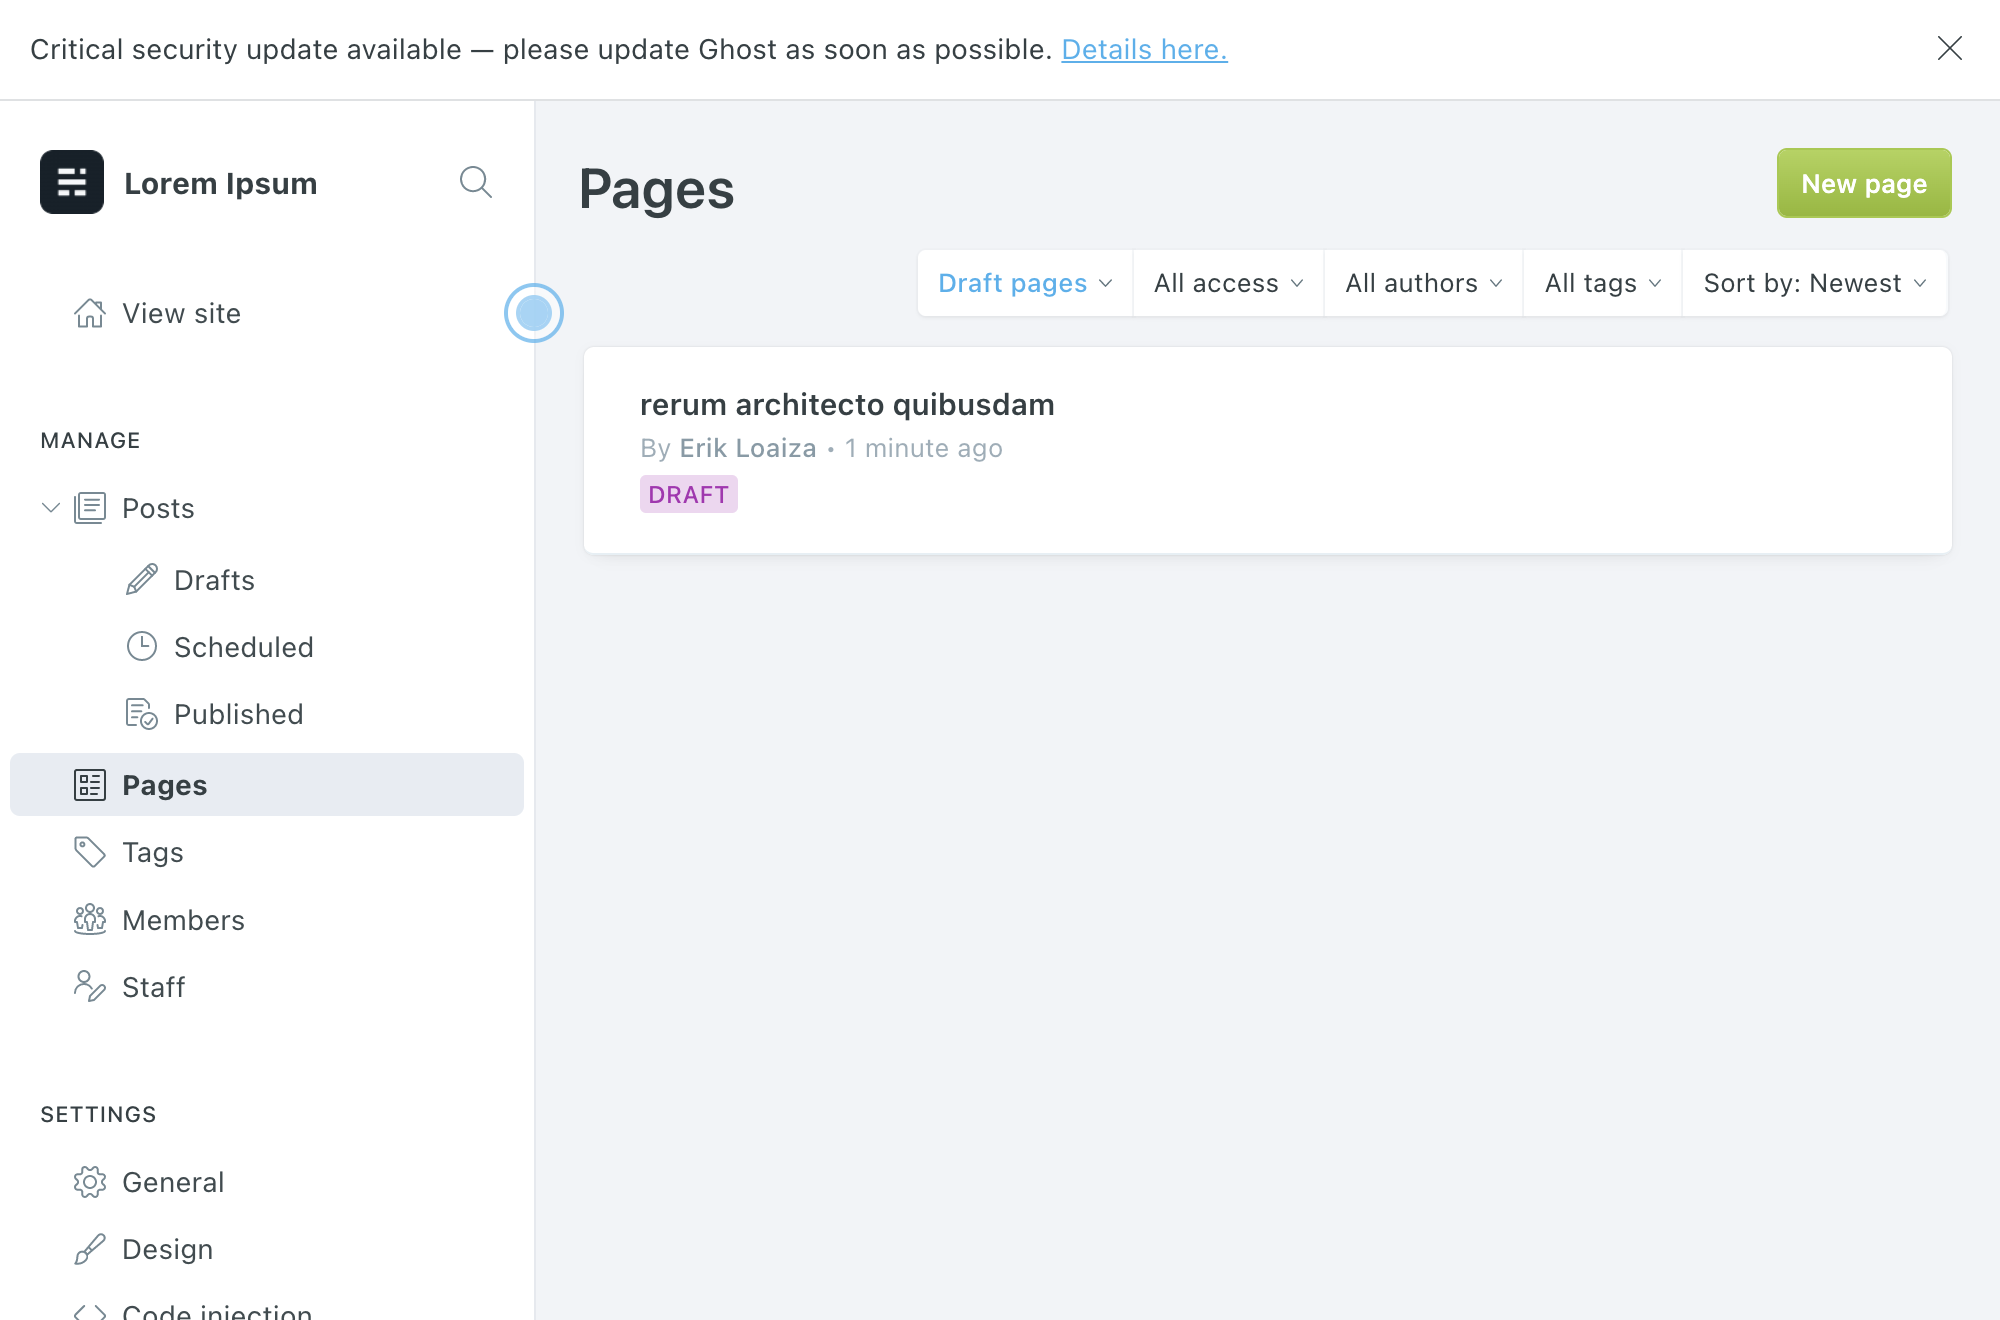 Critical security update available — please update Ghost as soon as possible. Details here.
Lorem Ipsum
View site
MANAGE
Posts
Drafts
Scheduled
Published
Pages
Tags
Members
Staff
SETTINGS
General
Design
Code injection
Pages
New page
Draft pages All access All authors All tags Sort by: Newest
rerum architecto quibusdam
By Erik Loaiza • 1 minute ago
DRAFT